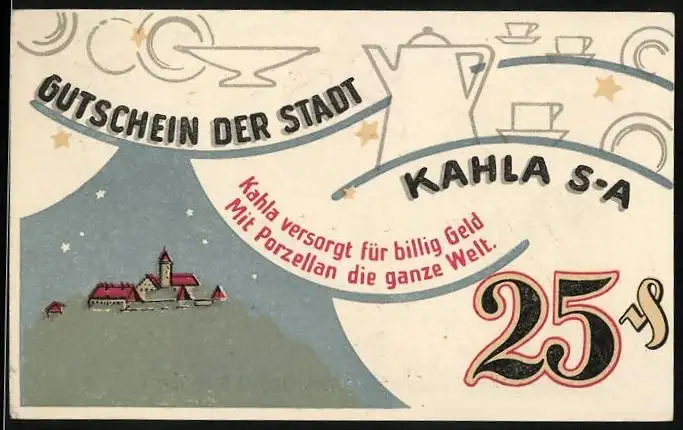 GUTSCHEIN DER STADT
KAHLA S-A
Kahla versorgt für billig Geld
Mit Porzellan die ganze Welt.
25 ₰